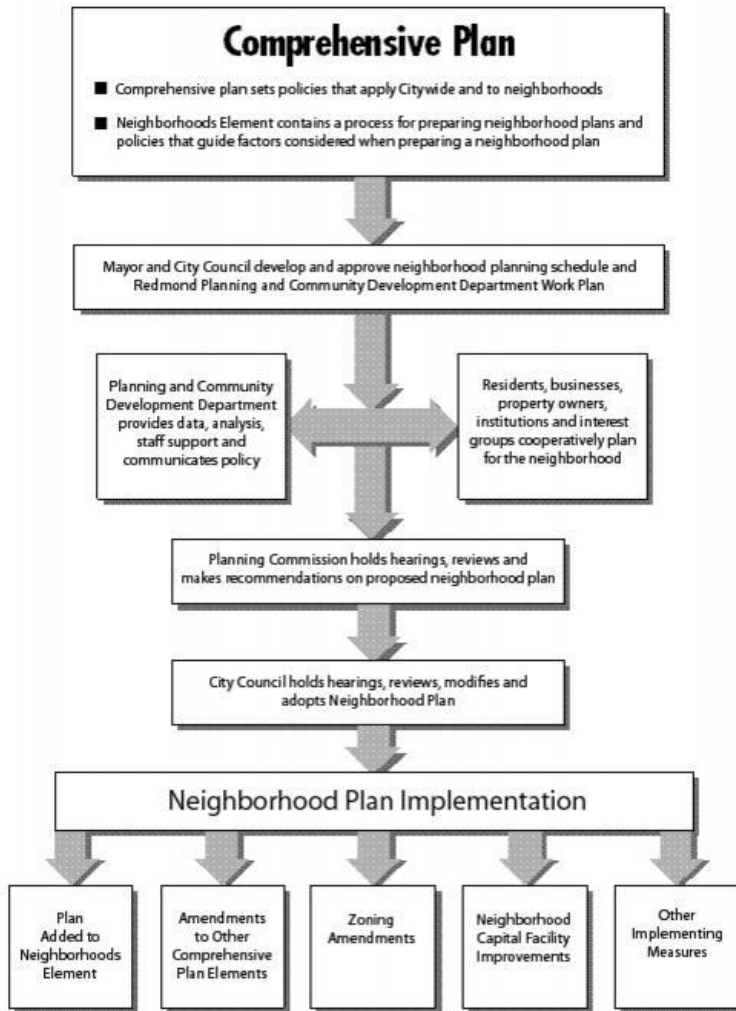 Comprehensive Plan
■ Comprehensive plan sets policies that apply Citywide and to neighborhoods
■ Neighborhoods Element contains a process for preparing neighborhood plans and
policies that guide factors considered when preparing a neighborhood plan
Mayor and City Council develop and approve neighborhood planning schedule and
Redmond Planning and Community Development Department Work Plan
Planning and Community
Development Department
provides data, analysis,
staff support and
communicates policy
Residents, businesses,
property owners,
institutions and interest
groups cooperatively plan
for the neighborhood
Planning Commission holds hearings, reviews and
makes recommendations on proposed neighborhood plan
City Council holds hearings, reviews, modifies and
adopts Neighborhood Plan
Neighborhood Plan Implementation
Plan
Added to
Neighborhoods
Element
Amendments
to Other
Comprehensive
Plan Elements
Zoning
Amendments
Neighborhood
Capital Facility
Improvements
Other
Implementing
Measures